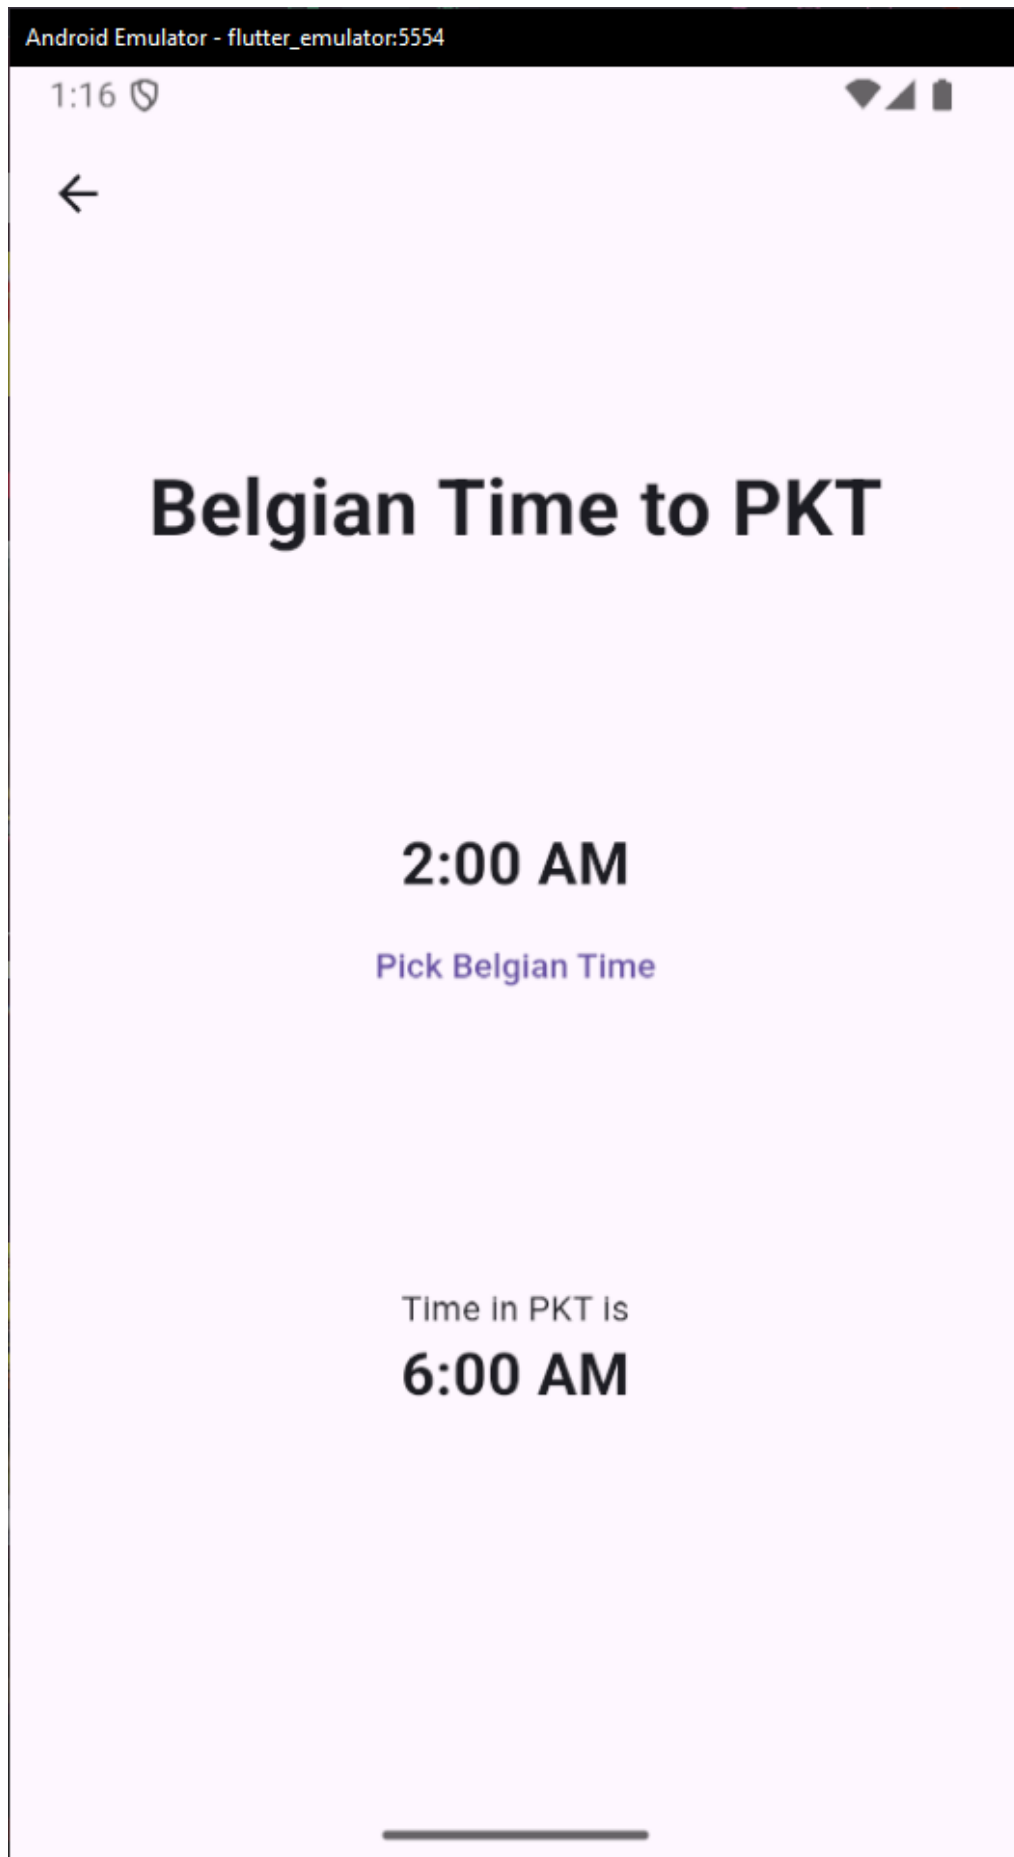 Android Emulator - flutter_emulator:5554
1:16
Belgian Time to PKT
2:00 AM
Pick Belgian Time
Time in PKT is
6:00 AM